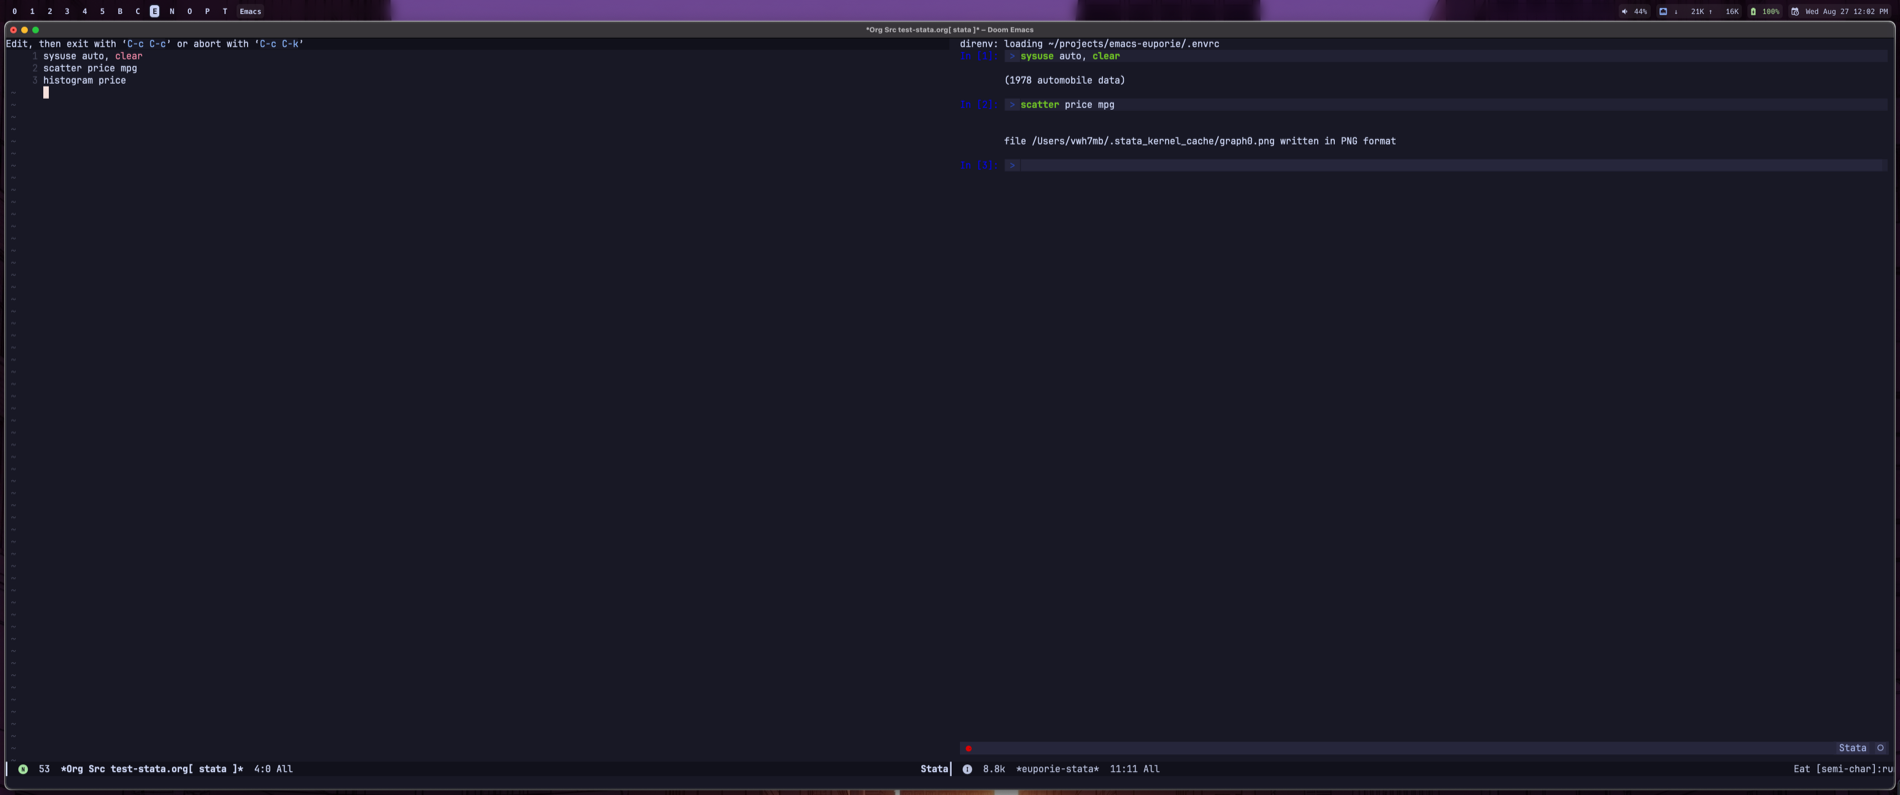 0 1 2 3 4 5 B C E N O P T Emacs
44% ↓ 21K ↑ 16K 100% Wed Aug 27 12:02 PM
*Org Src test-stata.org[ stata ]* – Doom Emacs
Edit, then exit with ‘C-c C-c’ or abort with ‘C-c C-k’
1 sysuse auto, clear
2 scatter price mpg
3 histogram price
direnv: loading ~/projects/emacs-euporie/.envrc
In [1] > sysuse auto, clear
(1978 automobile data)
In [2] > scatter price mpg
file /Users/vwh7mb/.stata_kernel_cache/graph0.png written in PNG format
In [3] >
Stata
N 53 *Org Src test-stata.org[ stata ]* 4:0 All Stata
8.8k *euporie-stata* 11:11 All Eat [semi-char]:ru